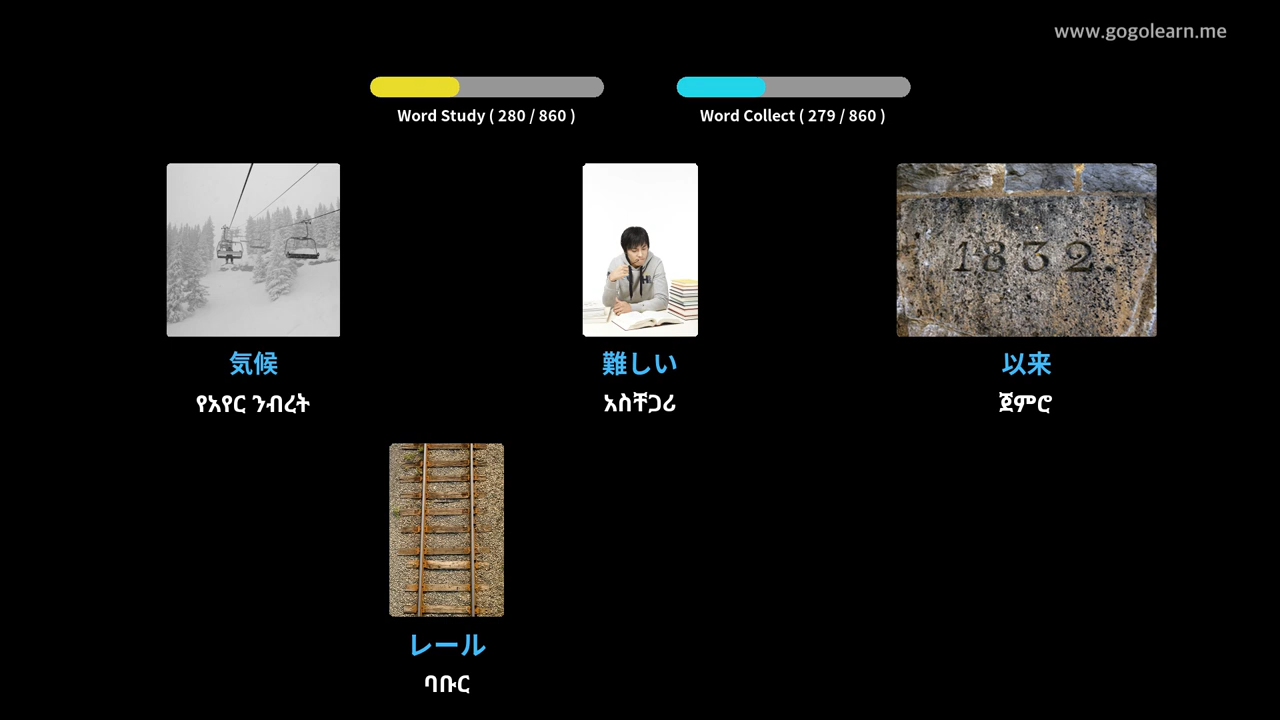 www.gogolearn.me
Word Study ( 280 / 860 )
Word Collect ( 279 / 860 )
1832.
気候
難しい
以来
የአየር ንብረት
አስቸጋሪ
ጀምሮ
レール
ባቡር